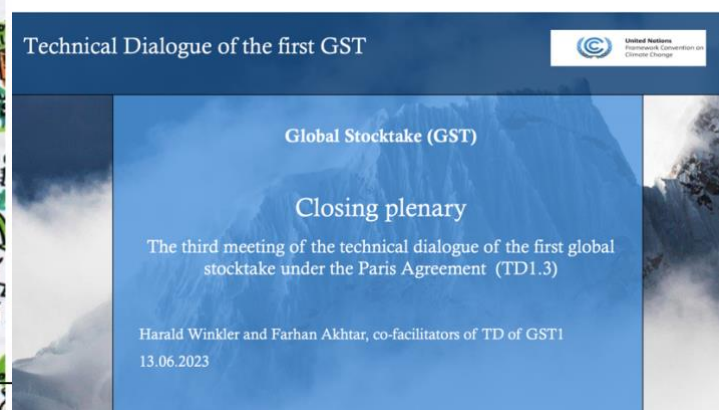 Technical Dialogue of the first GST
United Nations
Framework Convention on
Climate Change
Global Stocktake (GST)
Closing plenary
The third meeting of the technical dialogue of the first global
stocktake under the Paris Agreement (TD1.3)
Harald Winkler and Farhan Akhtar, co-facilitators of TD of GST1
13.06.2023